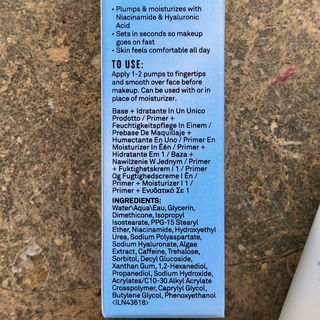 • Plumps & moisturizes with
Niacinamide & Hyaluronic
Acid
• Sets in seconds so makeup
goes on fast
• Skin feels comfortable all day
TO USE:
Apply 1-2 pumps to fingertips
and smooth over face before
makeup. Can be used with or in
place of moisturizer.
Base + Idratante In Un Unico
Prodotto / Primer +
Feuchtigkeitspflege In Einem /
Prebase De Maquillaje +
Humectante En Uno / Primer En
Moisturizer In Één / Primer +
Hidratante Em 1 / Baza +
Nawilżenie W Jednym / Primer
+ Fuktighetskrem I 1 / Primer
Og Fugtighedscreme I Én /
Primer + Moisturizer I 1 /
Primer + Ενυδατικό Σε 1
INGREDIENTS:
Water\Aqua\Eau, Glycerin,
Dimethicone, Isopropyl
Isostearate, PPG-15 Stearyl
Ether, Niacinamide, Hydroxyethyl
Urea, Sodium Polyaspartate,
Sodium Hyaluronate, Algae
Extract, Caffeine, Trehalose,
Sorbitol, Decyl Glucoside,
Xanthan Gum, 1,2-Hexanediol,
Propanediol, Sodium Hydroxide,
Acrylates/C10-30 Alkyl Acrylate
Crosspolymer, Caprylyl Glycol,
Butylene Glycol, Phenoxyethanol
<ILN43618>